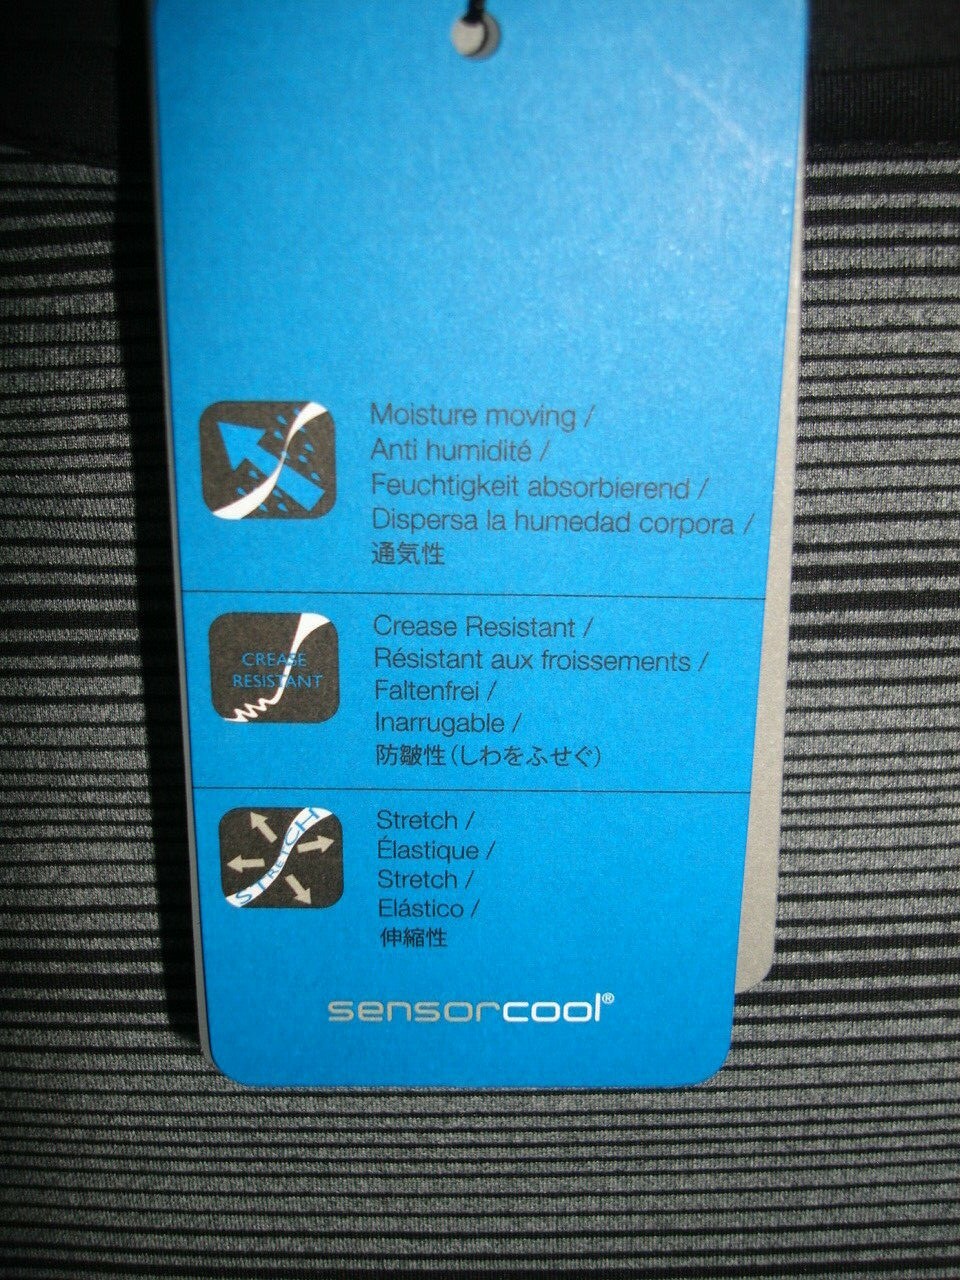 Moisture moving /
Anti humidité /
Feuchtigkeit absorbierend /
Dispersa la humedad corpora /
通気性
CREASE
RESISTANT
Crease Resistant /
Résistant aux froissements /
Faltenfrei /
Inarrugable /
防皺性(しわをふせぐ)
STRETCH
Stretch /
Élastique /
Stretch /
Elástico /
伸縮性
sensorcool®